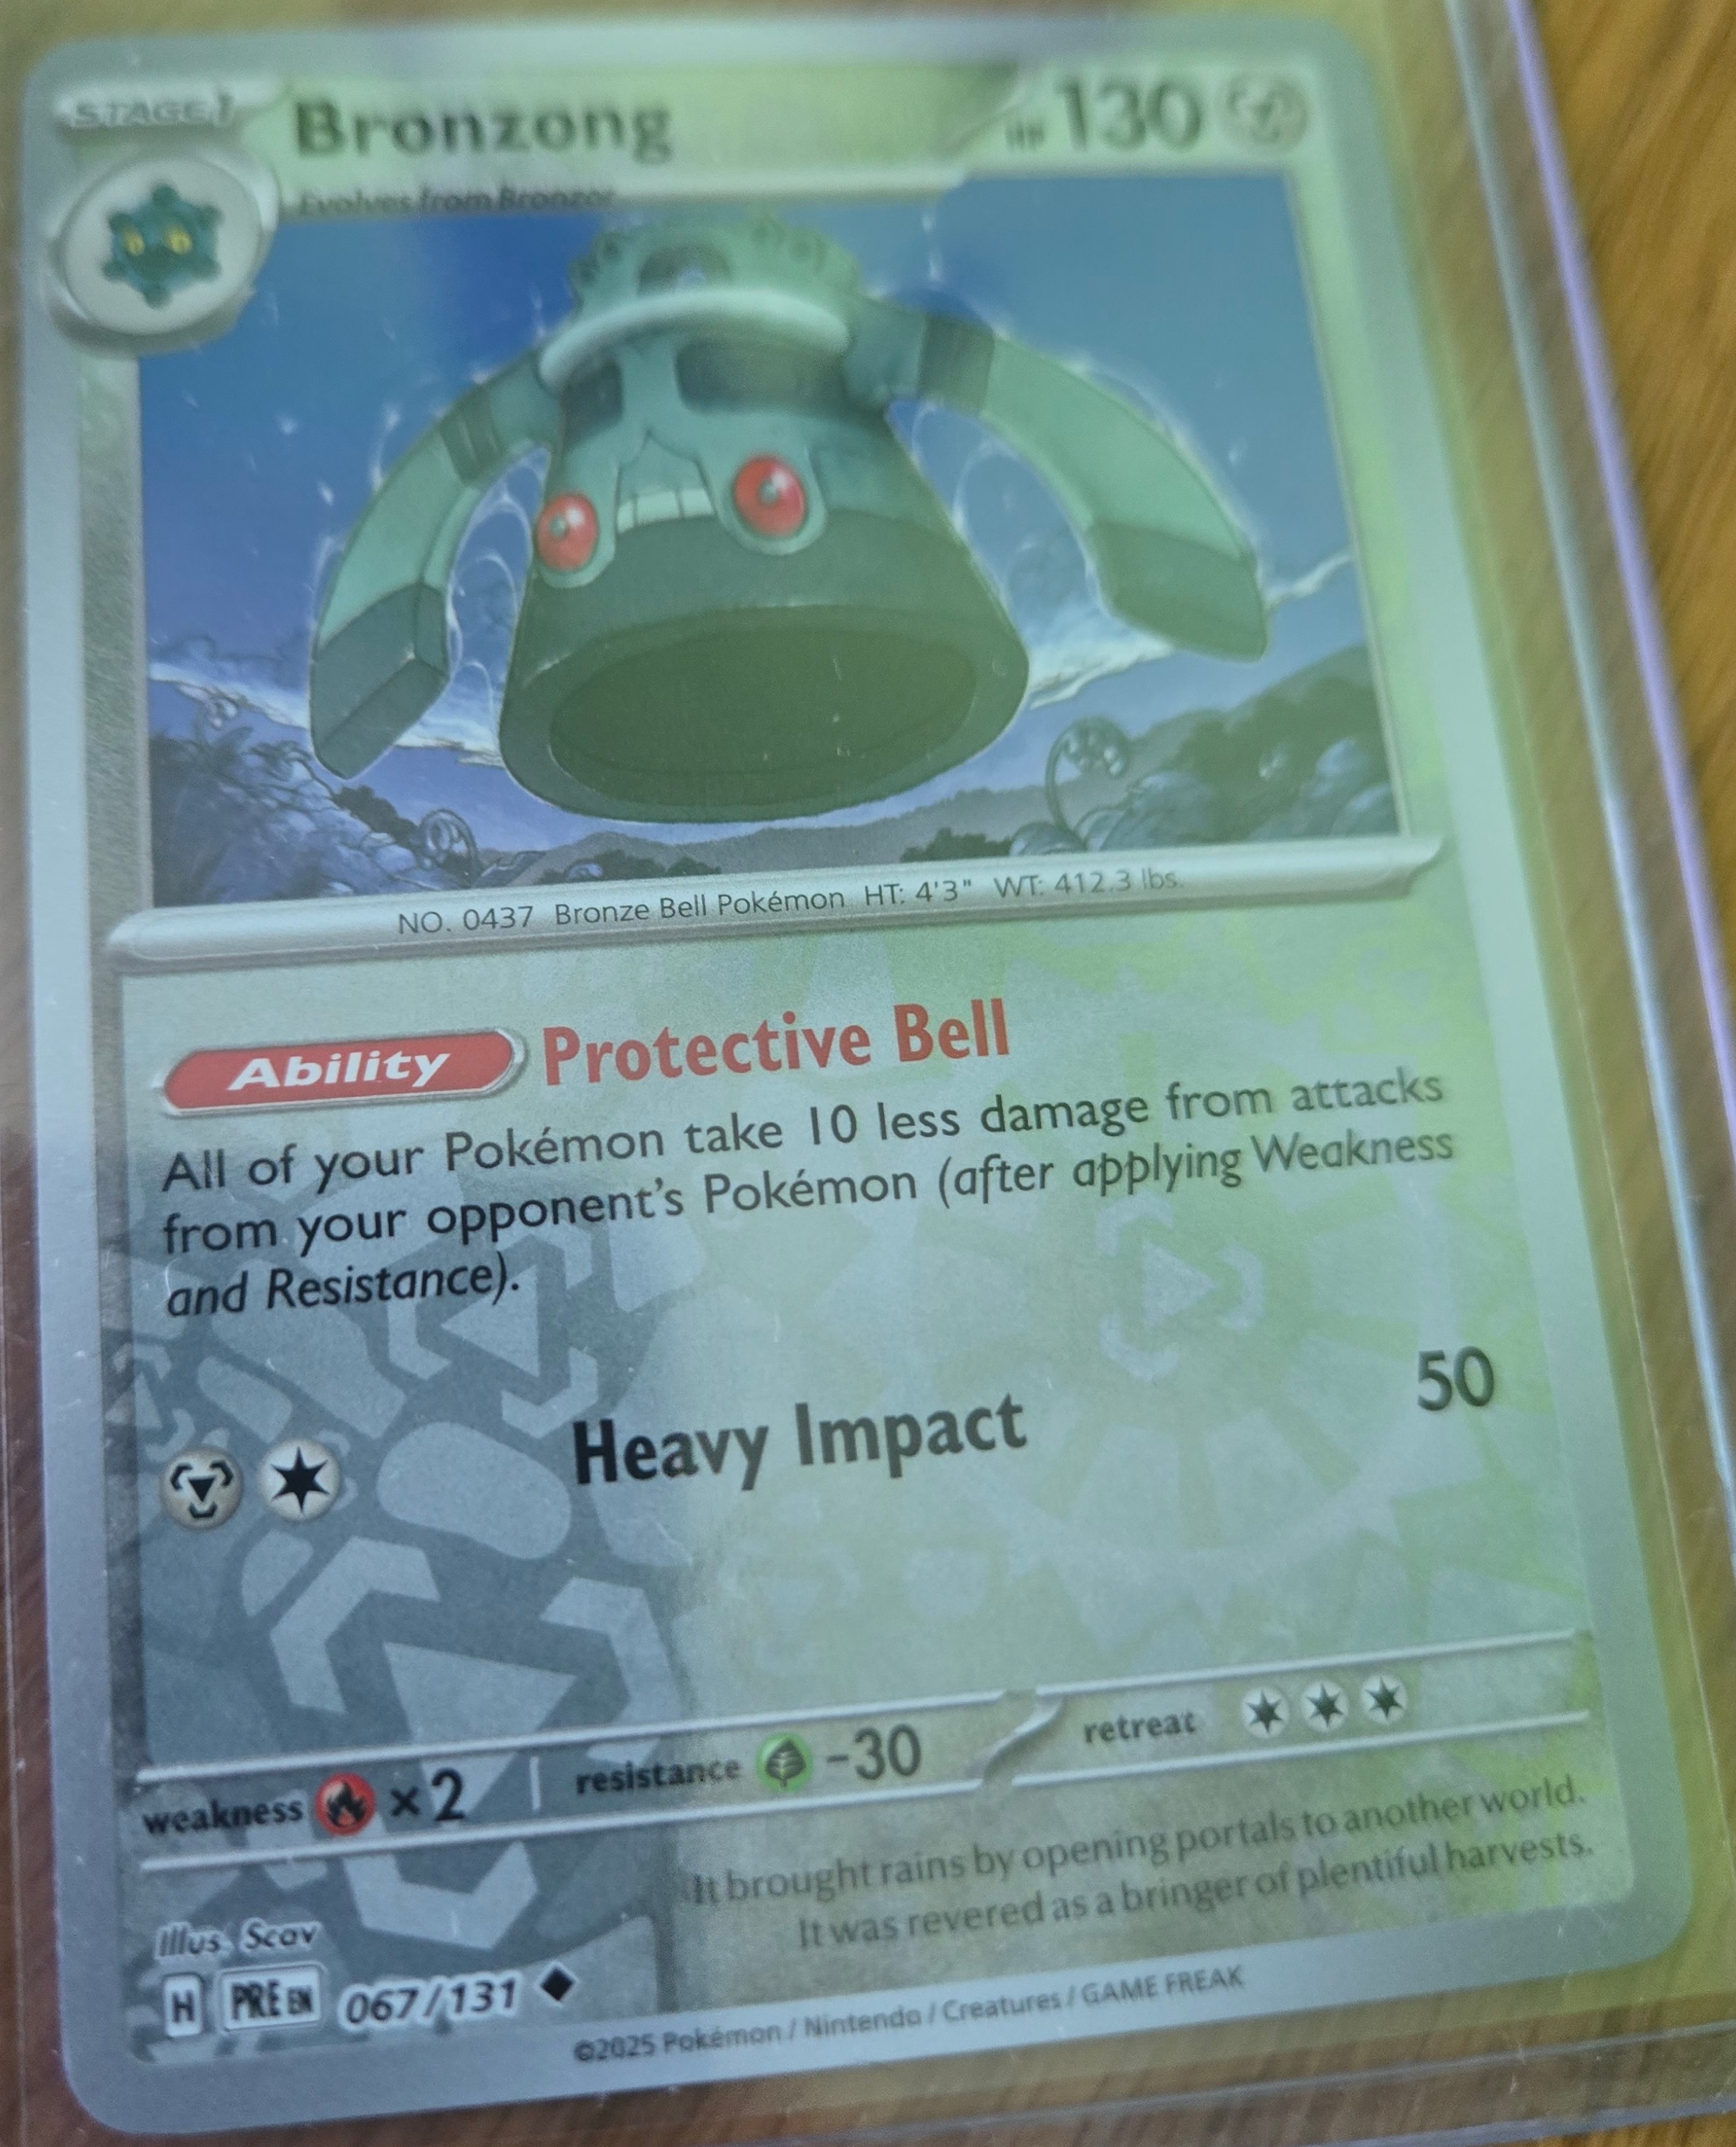 STAGE 1
Bronzong
HP 130
Evolves from Bronzor
NO. 0437 Bronze Bell Pokémon HT: 4'3" WT: 412.3 lbs.
Ability Protective Bell
All of your Pokémon take 10 less damage from attacks
from your opponent's Pokémon (after applying Weakness
and Resistance).
Heavy Impact 50
weakness ×2 resistance -30 retreat
It brought rains by opening portals to another world.
It was revered as a bringer of plentiful harvests.
Illus. Scav
H PRE EN 067/131
©2025 Pokémon / Nintendo / Creatures / GAME FREAK